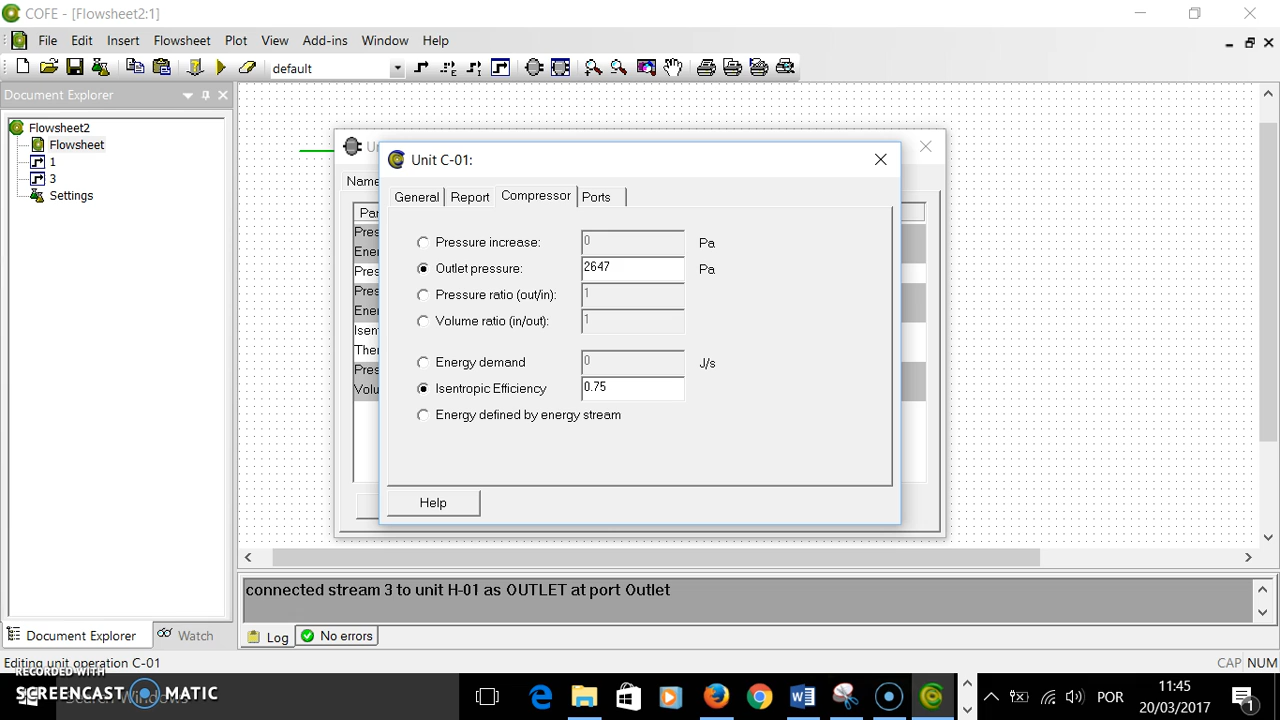 COFE - [Flowsheet2:1]
File Edit Insert Flowsheet Plot View Add-ins Window Help
default
Document Explorer
Flowsheet2
Flowsheet
1
3
Settings
Name
Unit C-01:
General Report Compressor Ports
Pressure increase: 0 Pa
Outlet pressure: 2647 Pa
Pressure ratio (out/in): 1
Volume ratio (in/out): 1
Energy demand 0 J/s
Isentropic Efficiency 0.75
Energy defined by energy stream
Help
connected stream 3 to unit H-01 as OUTLET at port Outlet
Document Explorer Watch
Log No errors
Editing unit operation C-01
CAP NUM
RECORDED WITH
SCREENCAST MATIC
Search Windows
POR
11:45
20/03/2017
1